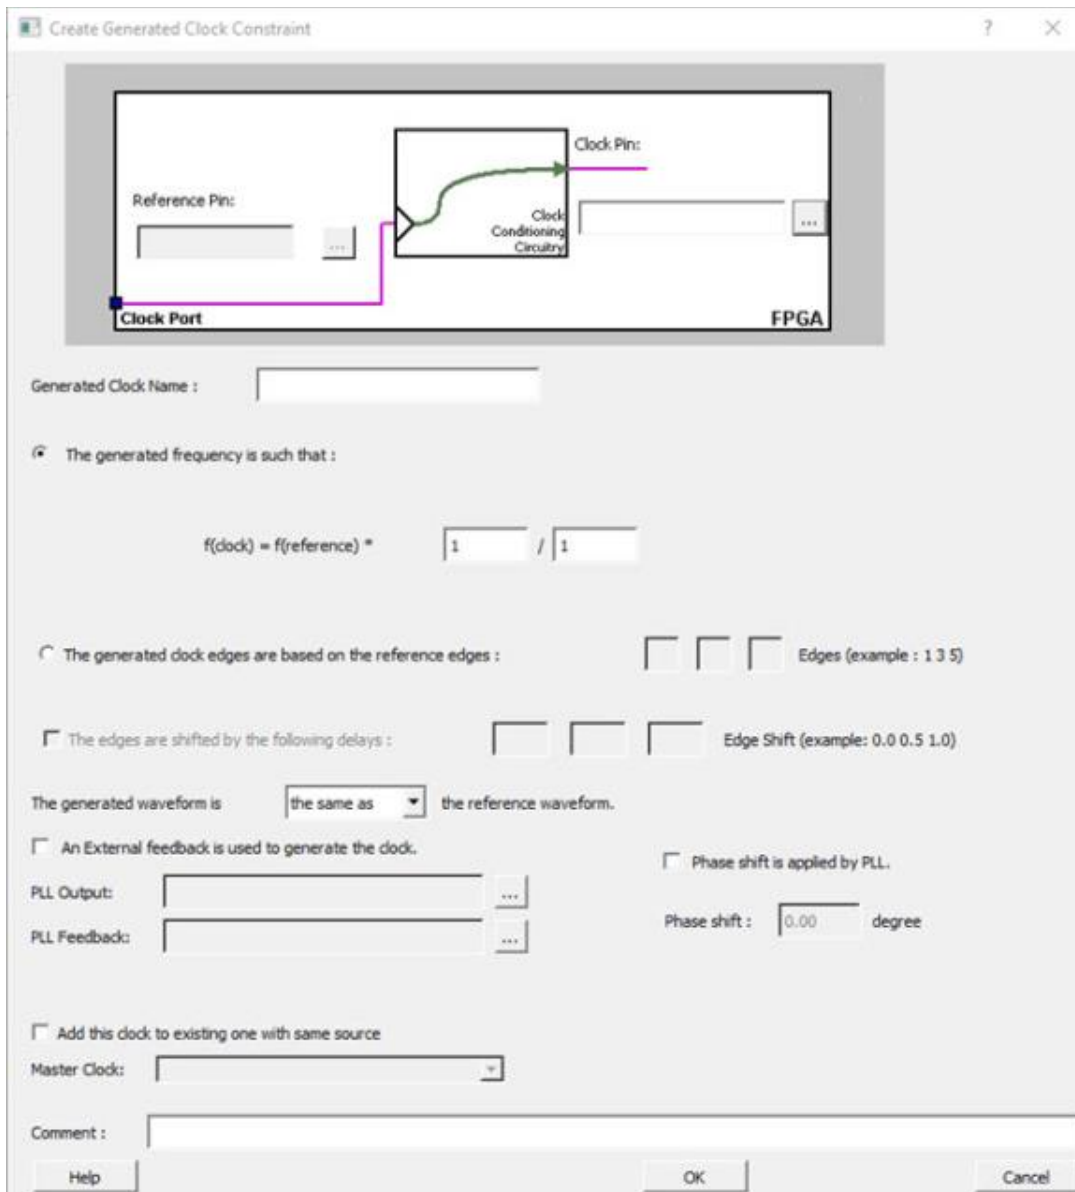 Create Generated Clock Constraint ?
Clock Pin:
Reference Pin:
...
...
Clock
Conditioning
Circuitry
Clock Port
FPGA
Generated Clock Name :
The generated frequency is such that :
f(clock) = f(reference) * 1 / 1
The generated clock edges are based on the reference edges : Edges (example : 1 3 5)
The edges are shifted by the following delays : Edge Shift (example: 0.0 0.5 1.0)
The generated waveform is the same as the reference waveform.
An External feedback is used to generate the clock.
Phase shift is applied by PLL.
PLL Output: ...
Phase shift : 0.00 degree
PLL Feedback: ...
Add this clock to existing one with same source
Master Clock:
Comment :
Help OK Cancel